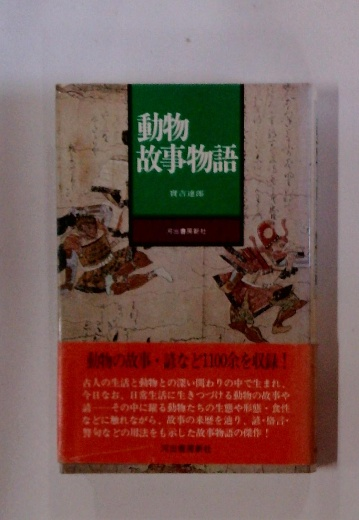 動物
故事物語
實吉達郎
河出書房新社
動物の故事・諺など1100余を収録!
古人の生活と動物との深い関わりの中で生まれ、
今日なお、日常生活に生きつづける動物の故事や
諺——その中に躍る動物たちの生態や形態・食性
などに触れながら、故事の来歴を辿り、諺・格言・
警句などの用法をも示した故事物語の傑作!
河出書房新社